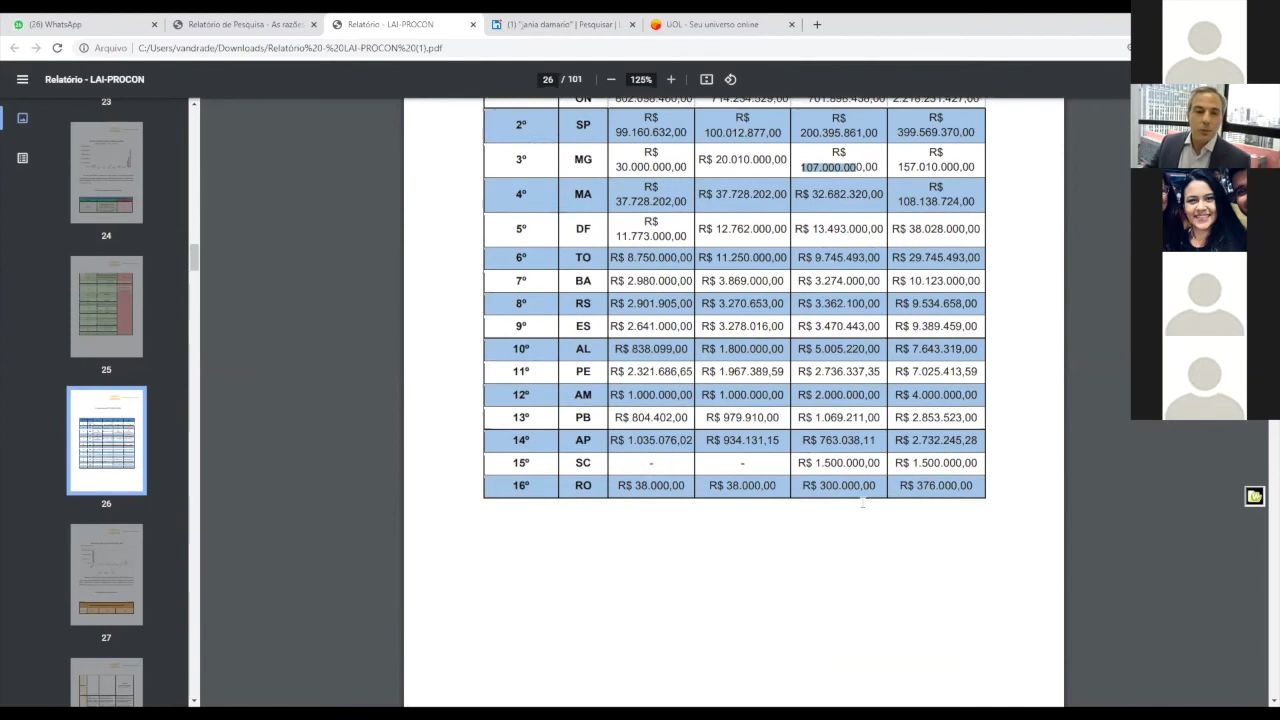 (26) WhatsApp
Relatório de Pesquisa - As razões
Relatório - LAI-PROCON
(1) "jania damario" | Pesquisar | L
UOL - Seu universo online
Arquivo
C:/Users/vandrade/Downloads/Relatório%20-%20LAI-PROCON%20(1).pdf
Relatório - LAI-PROCON
26 / 101
125%
23
24
25
26
27
2º SP R$ 99.160.632,00 R$ 100.012.877,00 R$ 200.395.861,00 R$ 399.569.370,00
3º MG R$ 30.000.000,00 R$ 20.010.000,00 R$ 107.000.000,00 R$ 157.010.000,00
4º MA R$ 37.728.202,00 R$ 37.728.202,00 R$ 32.682.320,00 R$ 108.138.724,00
5º DF R$ 11.773.000,00 R$ 12.762.000,00 R$ 13.493.000,00 R$ 38.028.000,00
6º TO R$ 8.750.000,00 R$ 11.250.000,00 R$ 9.745.493,00 R$ 29.745.493,00
7º BA R$ 2.980.000,00 R$ 3.869.000,00 R$ 3.274.000,00 R$ 10.123.000,00
8º RS R$ 2.901.905,00 R$ 3.270.653,00 R$ 3.362.100,00 R$ 9.534.658,00
9º ES R$ 2.641.000,00 R$ 3.278.016,00 R$ 3.470.443,00 R$ 9.389.459,00
10º AL R$ 838.099,00 R$ 1.800.000,00 R$ 5.005.220,00 R$ 7.643.319,00
11º PE R$ 2.321.686,65 R$ 1.967.389,59 R$ 2.736.337,35 R$ 7.025.413,59
12º AM R$ 1.000.000,00 R$ 1.000.000,00 R$ 2.000.000,00 R$ 4.000.000,00
13º PB R$ 804.402,00 R$ 979.910,00 R$ 1.069.211,00 R$ 2.853.523,00
14º AP R$ 1.035.076,02 R$ 934.131,15 R$ 763.038,11 R$ 2.732.245,28
15º SC - - R$ 1.500.000,00 R$ 1.500.000,00
16º RO R$ 38.000,00 R$ 38.000,00 R$ 300.000,00 R$ 376.000,00